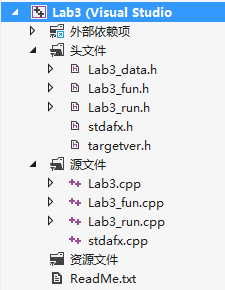 Lab3 (Visual Studio
外部依赖项
头文件
Lab3_data.h
Lab3_fun.h
Lab3_run.h
stdafx.h
targetver.h
源文件
Lab3.cpp
Lab3_fun.cpp
Lab3_run.cpp
stdafx.cpp
资源文件
ReadMe.txt